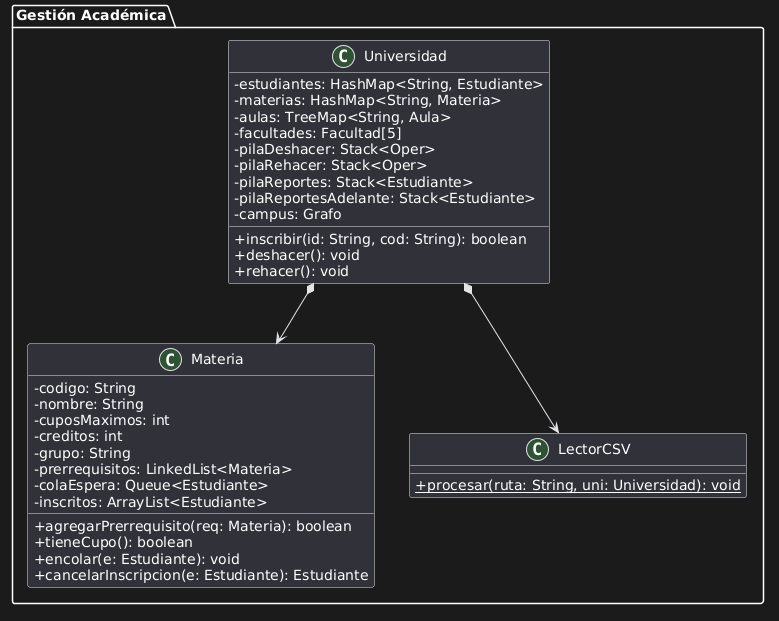 Gestión Académica
C Universidad
-estudiantes: HashMap<String, Estudiante>
-materias: HashMap<String, Materia>
-aulas: TreeMap<String, Aula>
-facultades: Facultad[5]
-pilaDeshacer: Stack<Oper>
-pilaRehacer: Stack<Oper>
-pilaReportes: Stack<Estudiante>
-pilaReportesAdelante: Stack<Estudiante>
-campus: Grafo
+inscribir(id: String, cod: String): boolean
+deshacer(): void
+rehacer(): void
C Materia
-codigo: String
-nombre: String
-cuposMaximos: int
-creditos: int
-grupo: String
-prerrequisitos: LinkedList<Materia>
-colaEspera: Queue<Estudiante>
-inscritos: ArrayList<Estudiante>
+agregarPrerrequisito(req: Materia): boolean
+tieneCupo(): boolean
+encolar(e: Estudiante): void
+cancelarInscripcion(e: Estudiante): Estudiante
C LectorCSV
+procesar(ruta: String, uni: Universidad): void